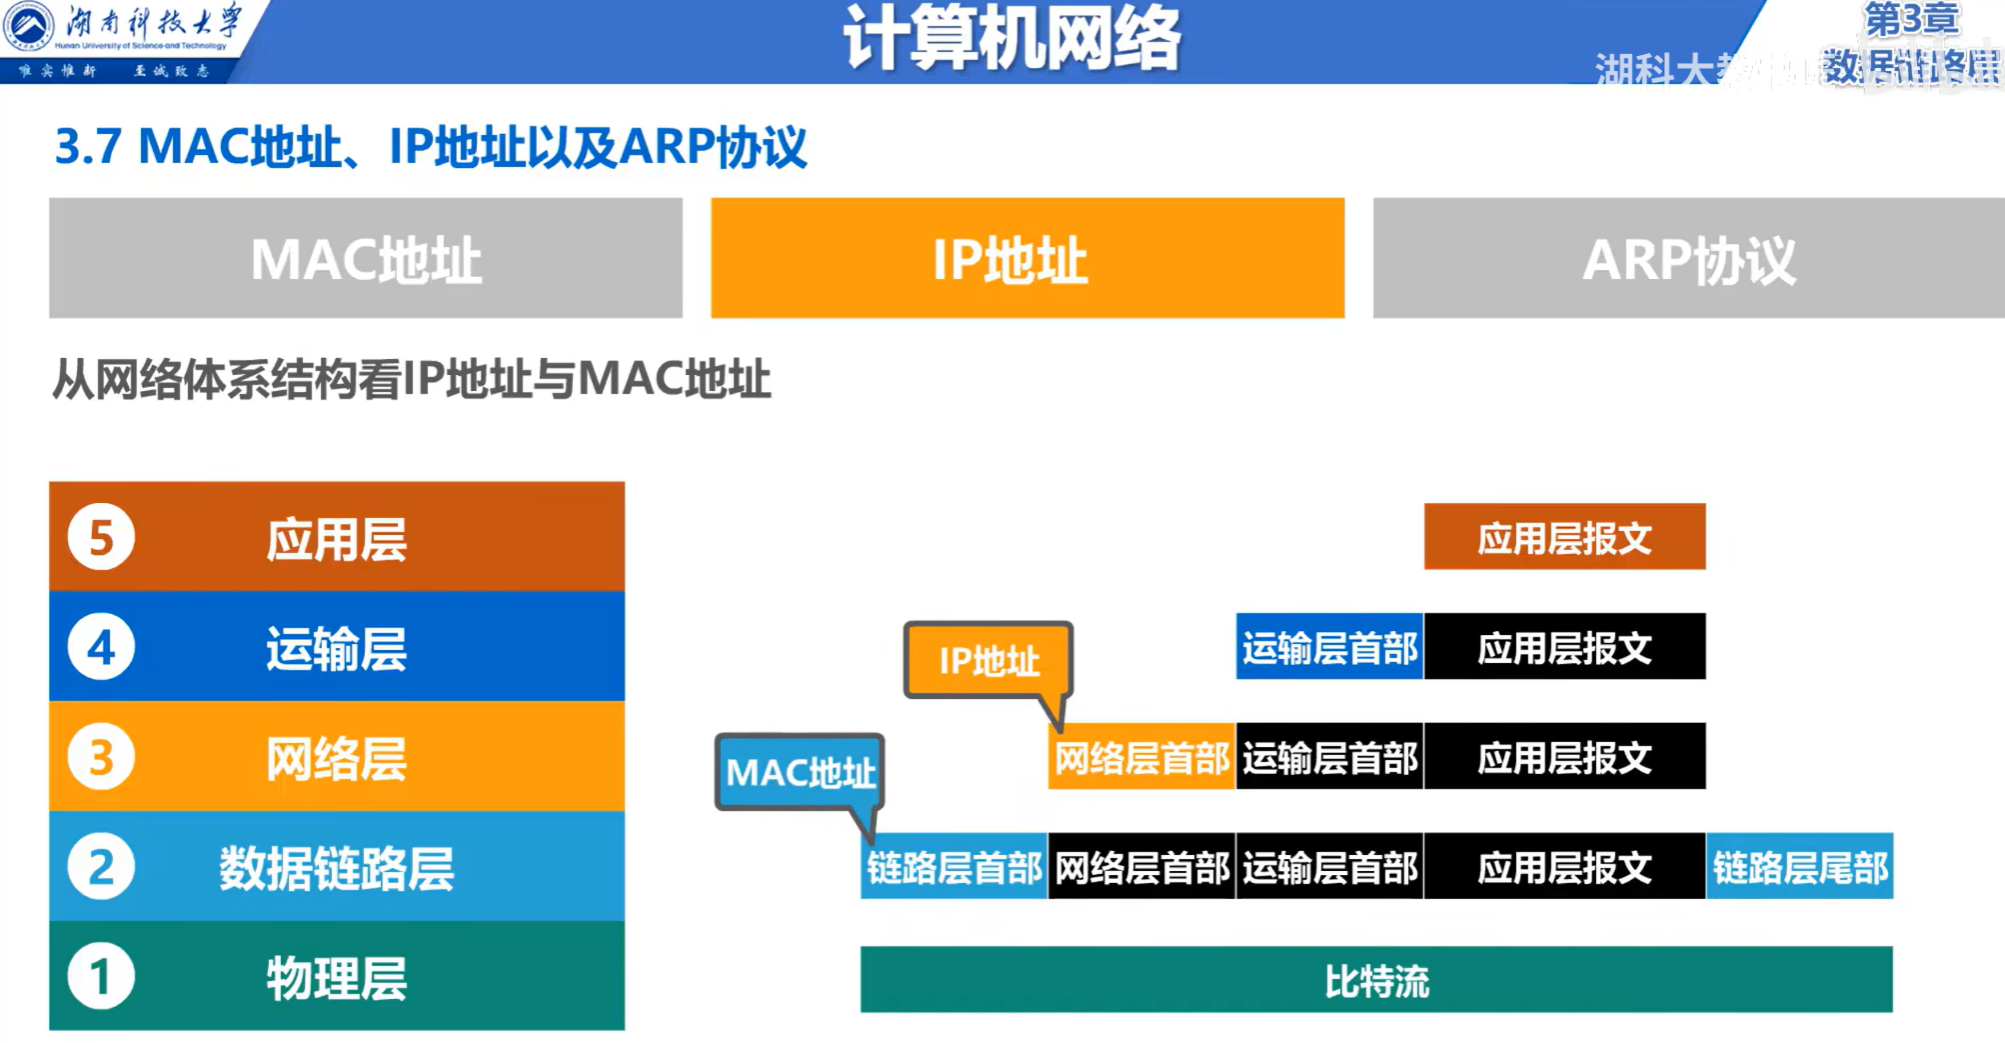 湖南科技大学
Hunan University of Science and Technology
唯实惟新 至诚致志
计算机网络
第3章
数据链路层
湖科大教
3.7 MAC地址、IP地址以及ARP协议
MAC地址
IP地址
ARP协议
从网络体系结构看IP地址与MAC地址
5 应用层
应用层报文
4 运输层
运输层首部 应用层报文
IP地址
3 网络层
网络层首部 运输层首部 应用层报文
MAC地址
2 数据链路层
链路层首部 网络层首部 运输层首部 应用层报文 链路层尾部
1 物理层
比特流